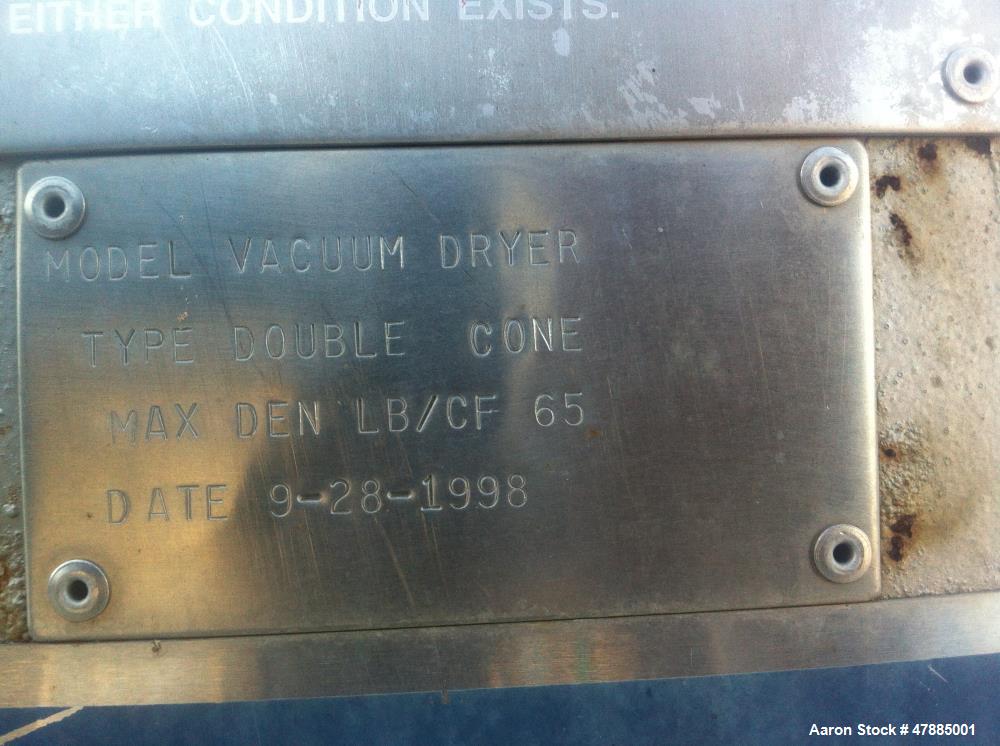 EITHER CONDITION EXISTS.
MODEL VACUUM DRYER
TYPE DOUBLE CONE
MAX DEN LB/CF 65
DATE 9-28-1998
Aaron Stock # 47885001